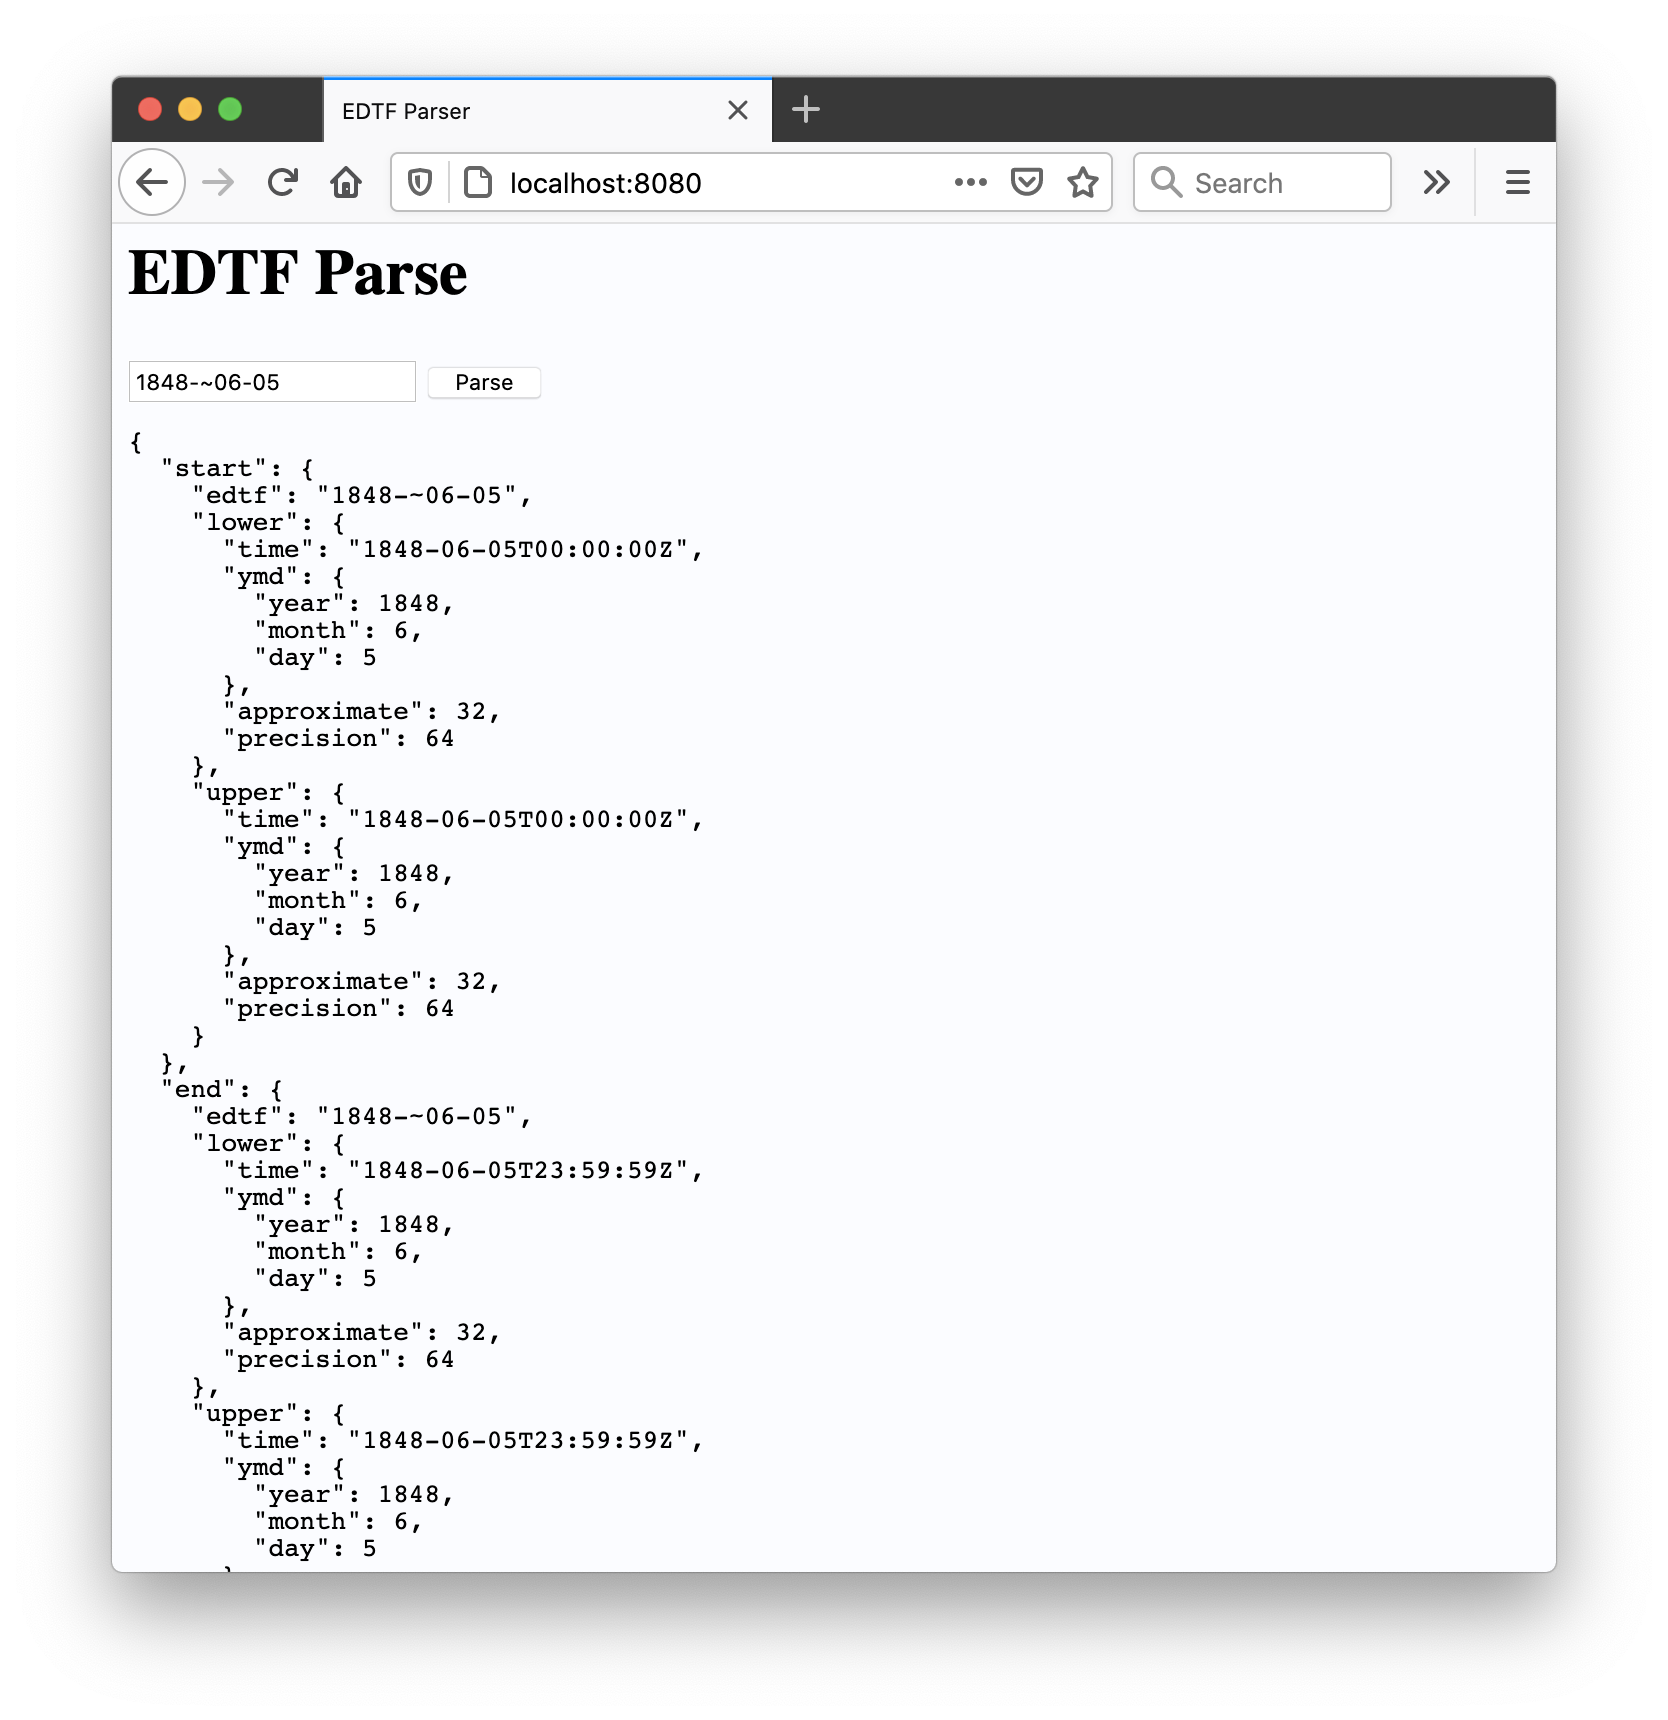 EDTF Parser
localhost:8080
Search
EDTF Parse
1848-~06-05 Parse
{
  "start": {
    "edtf": "1848-~06-05",
    "lower": {
      "time": "1848-06-05T00:00:00Z",
      "ymd": {
        "year": 1848,
        "month": 6,
        "day": 5
      },
      "approximate": 32,
      "precision": 64
    },
    "upper": {
      "time": "1848-06-05T00:00:00Z",
      "ymd": {
        "year": 1848,
        "month": 6,
        "day": 5
      },
      "approximate": 32,
      "precision": 64
    }
  },
  "end": {
    "edtf": "1848-~06-05",
    "lower": {
      "time": "1848-06-05T23:59:59Z",
      "ymd": {
        "year": 1848,
        "month": 6,
        "day": 5
      },
      "approximate": 32,
      "precision": 64
    },
    "upper": {
      "time": "1848-06-05T23:59:59Z",
      "ymd": {
        "year": 1848,
        "month": 6,
        "day": 5